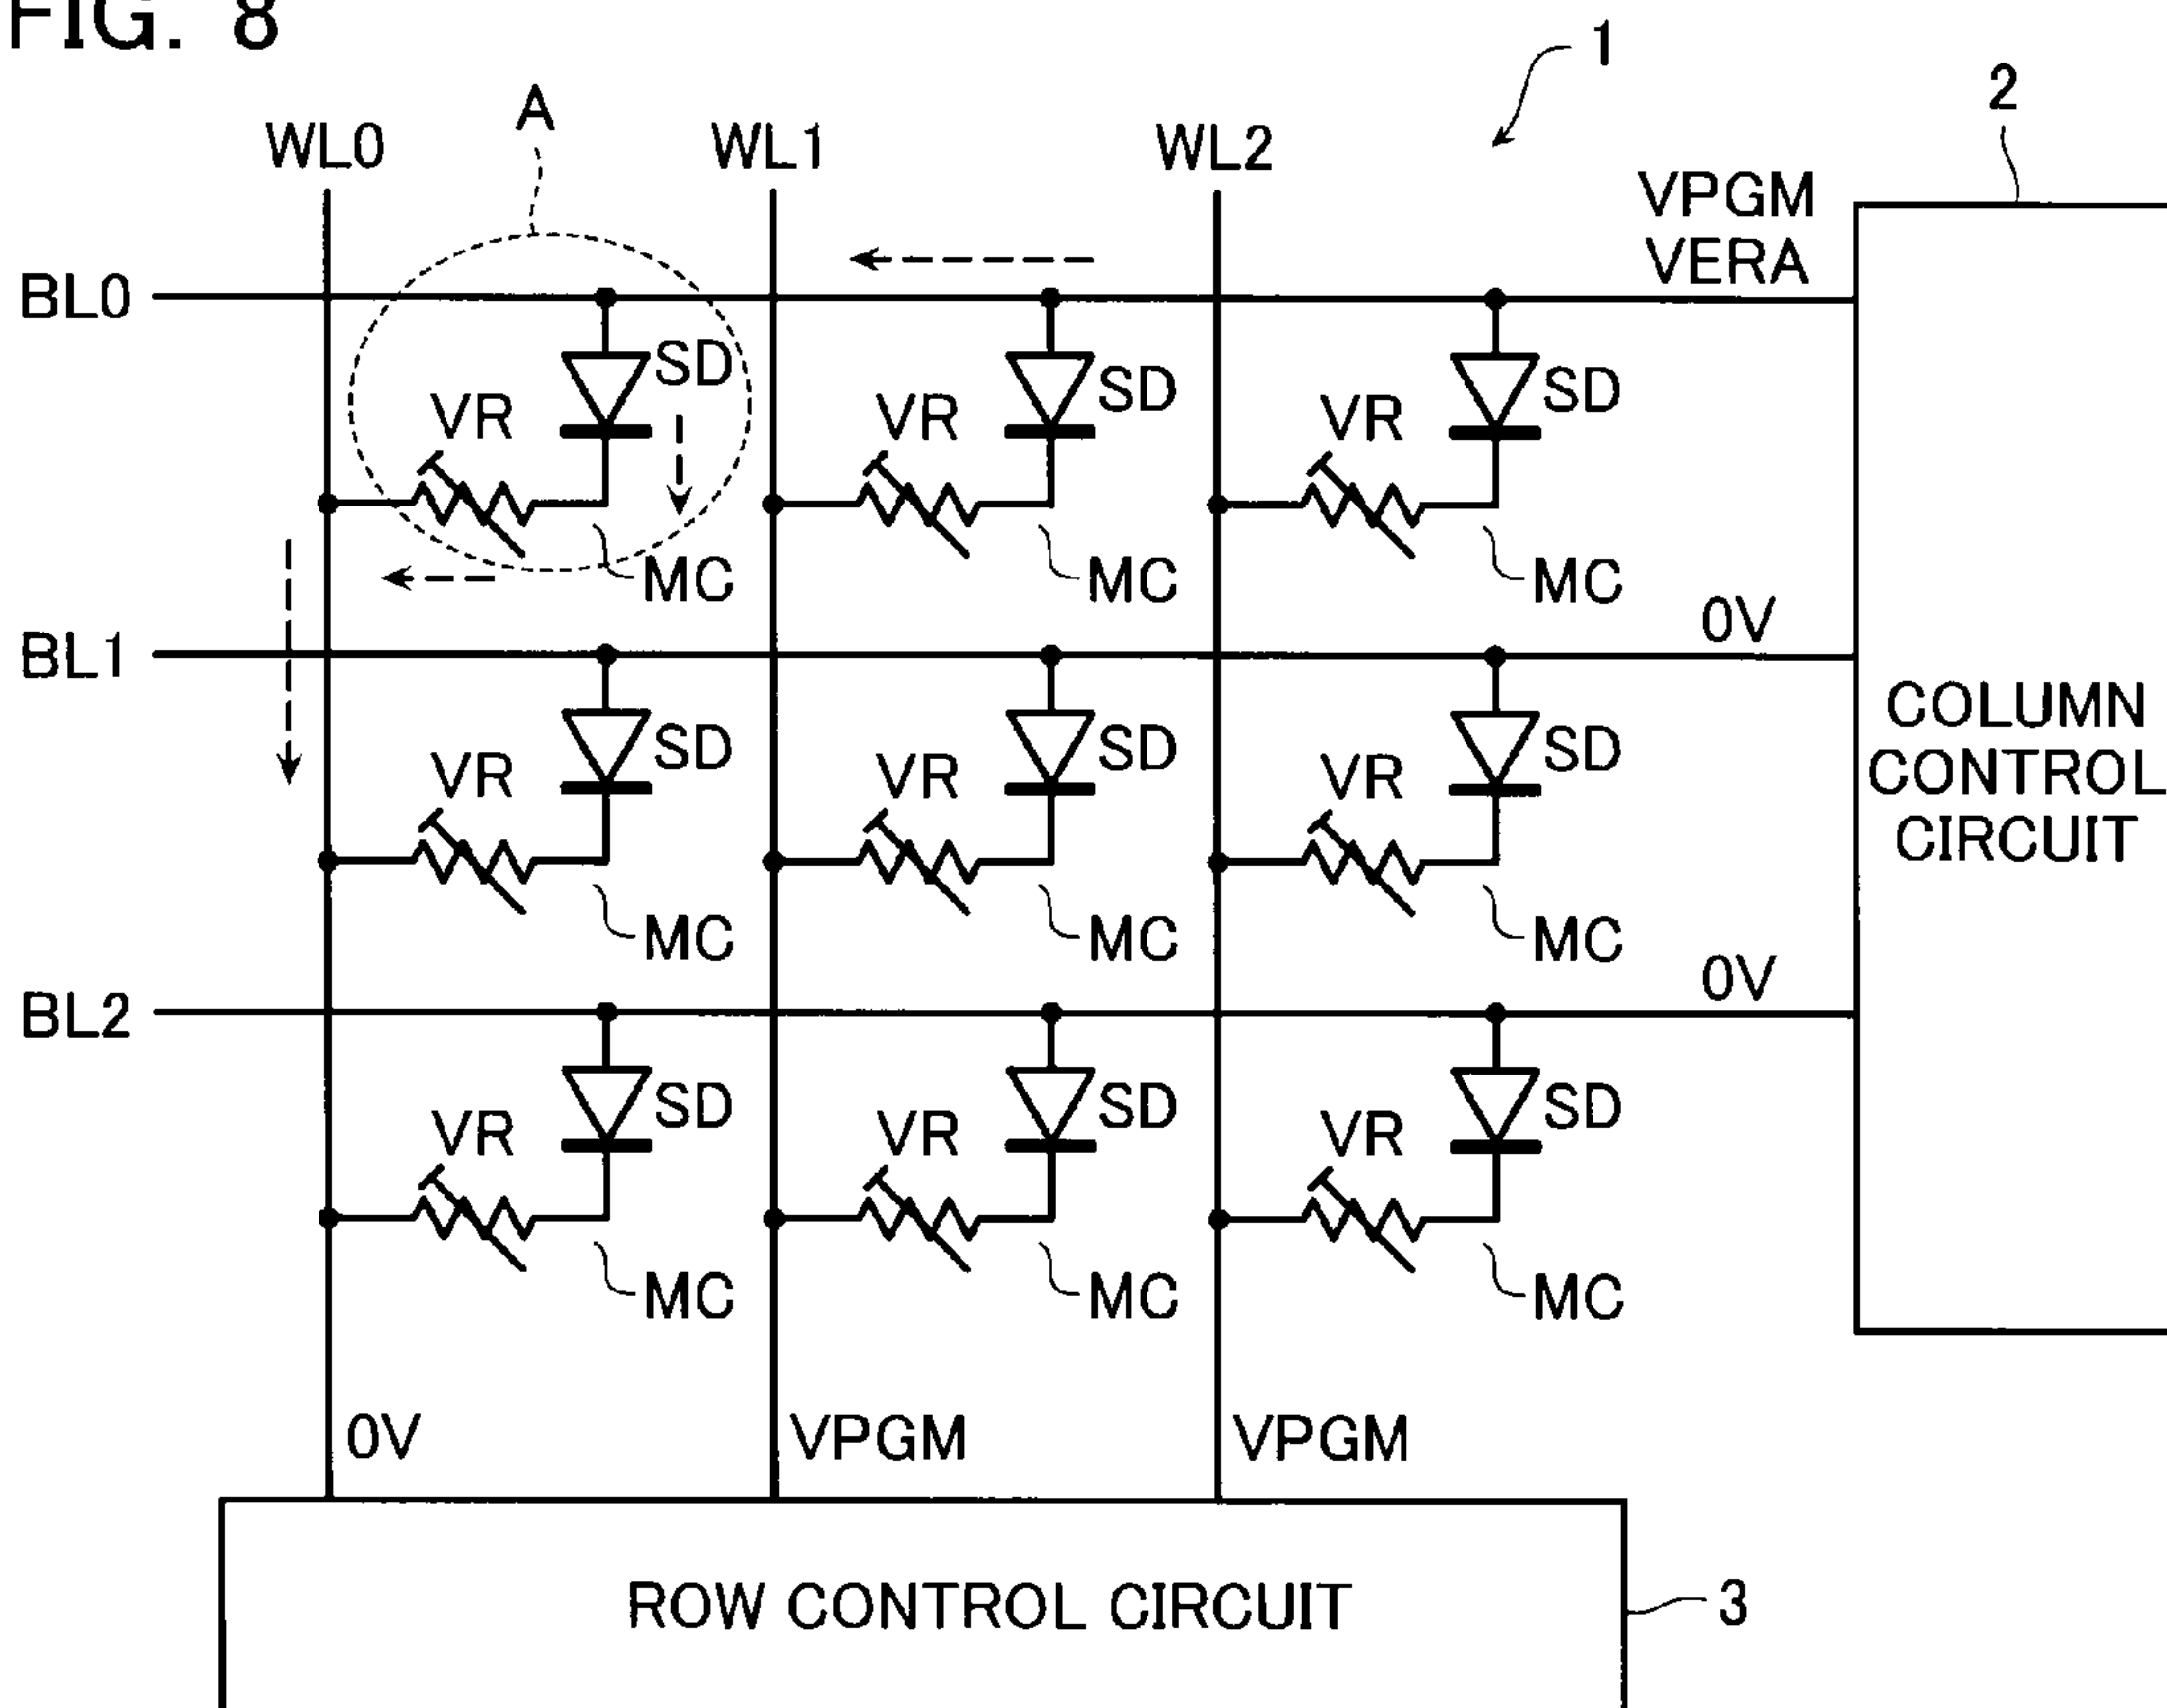 FIG. 8
1
2
A
WL0 WL1 WL2
VPGM
VERA
BL0
SD SD SD
VR VR VR
MC MC MC
0V
BL1
COLUMN
CONTROL
CIRCUIT
SD SD SD
VR VR VR
MC MC MC
0V
BL2
SD SD SD
VR VR VR
MC MC MC
0V VPGM VPGM
ROW CONTROL CIRCUIT
3